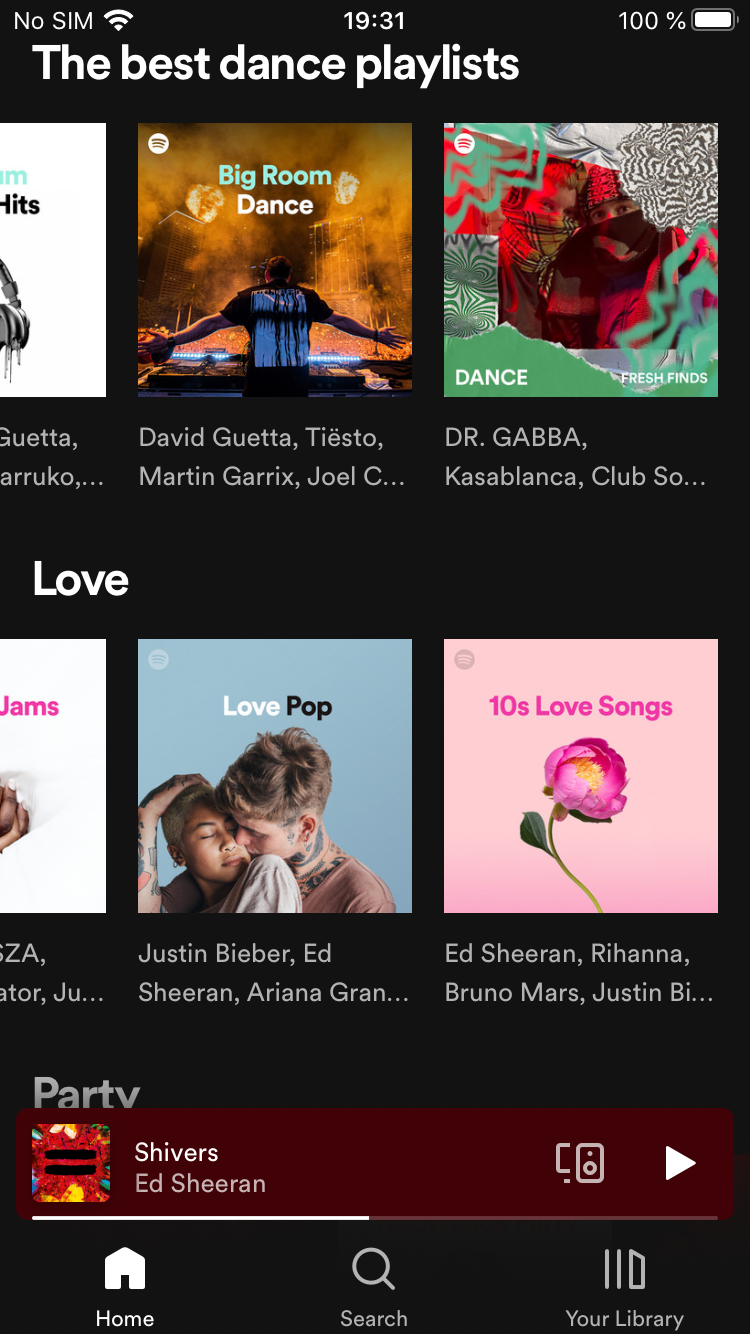 No SIM 19:31 100 %
The best dance playlists
Hits
Big Room
Dance
DANCE
FRESH FINDS
Guetta,
arruko,...
David Guetta, Tiësto,
Martin Garrix, Joel C...
DR. GABBA,
Kasablanca, Club So...
Love
Jams
Love Pop
10s Love Songs
SZA,
ator, Ju...
Justin Bieber, Ed
Sheeran, Ariana Gran...
Ed Sheeran, Rihanna,
Bruno Mars, Justin Bi...
Party
Shivers
Ed Sheeran
Home
Search
Your Library